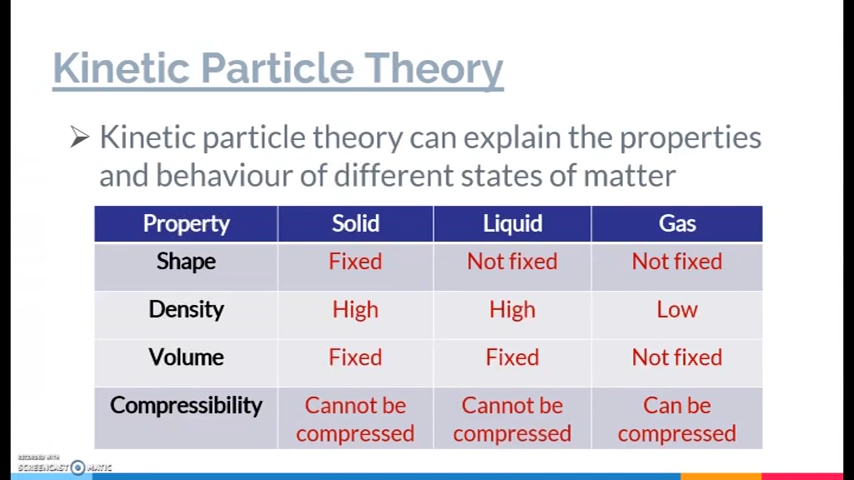 Kinetic Particle Theory
Kinetic particle theory can explain the properties
and behaviour of different states of matter
Property Solid Liquid Gas
Shape Fixed Not fixed Not fixed
Density High High Low
Volume Fixed Fixed Not fixed
Compressibility Cannot be compressed Cannot be compressed Can be compressed
RECORDED WITH
SCREENCAST MATIC